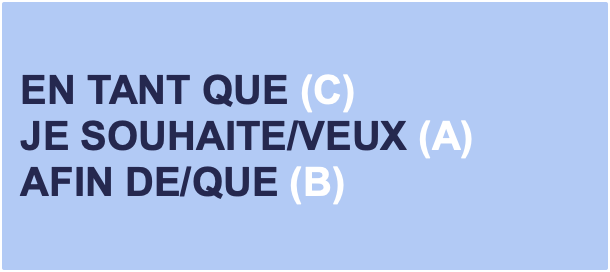 EN TANT QUE (C)
JE SOUHAITE/VEUX (A)
AFIN DE/QUE (B)